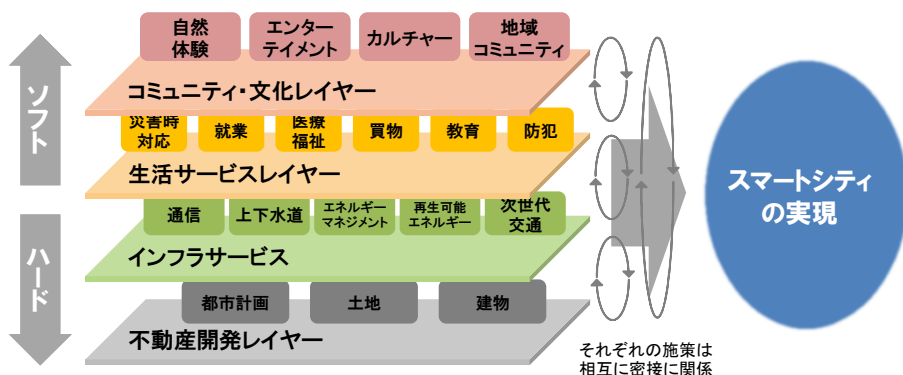 自然
体験
エンター
テイメント
カルチャー
地域
コミュニティ
コミュニティ・文化レイヤー
ソフト
災害時
対応
就業
医療
福祉
買物
教育
防犯
生活サービスレイヤー
通信
上下水道
エネルギー
マネジメント
再生可能
エネルギー
次世代
交通
インフラサービス
ハード
都市計画
土地
建物
不動産開発レイヤー
それぞれの施策は
相互に密接に関係
スマートシティ
の実現